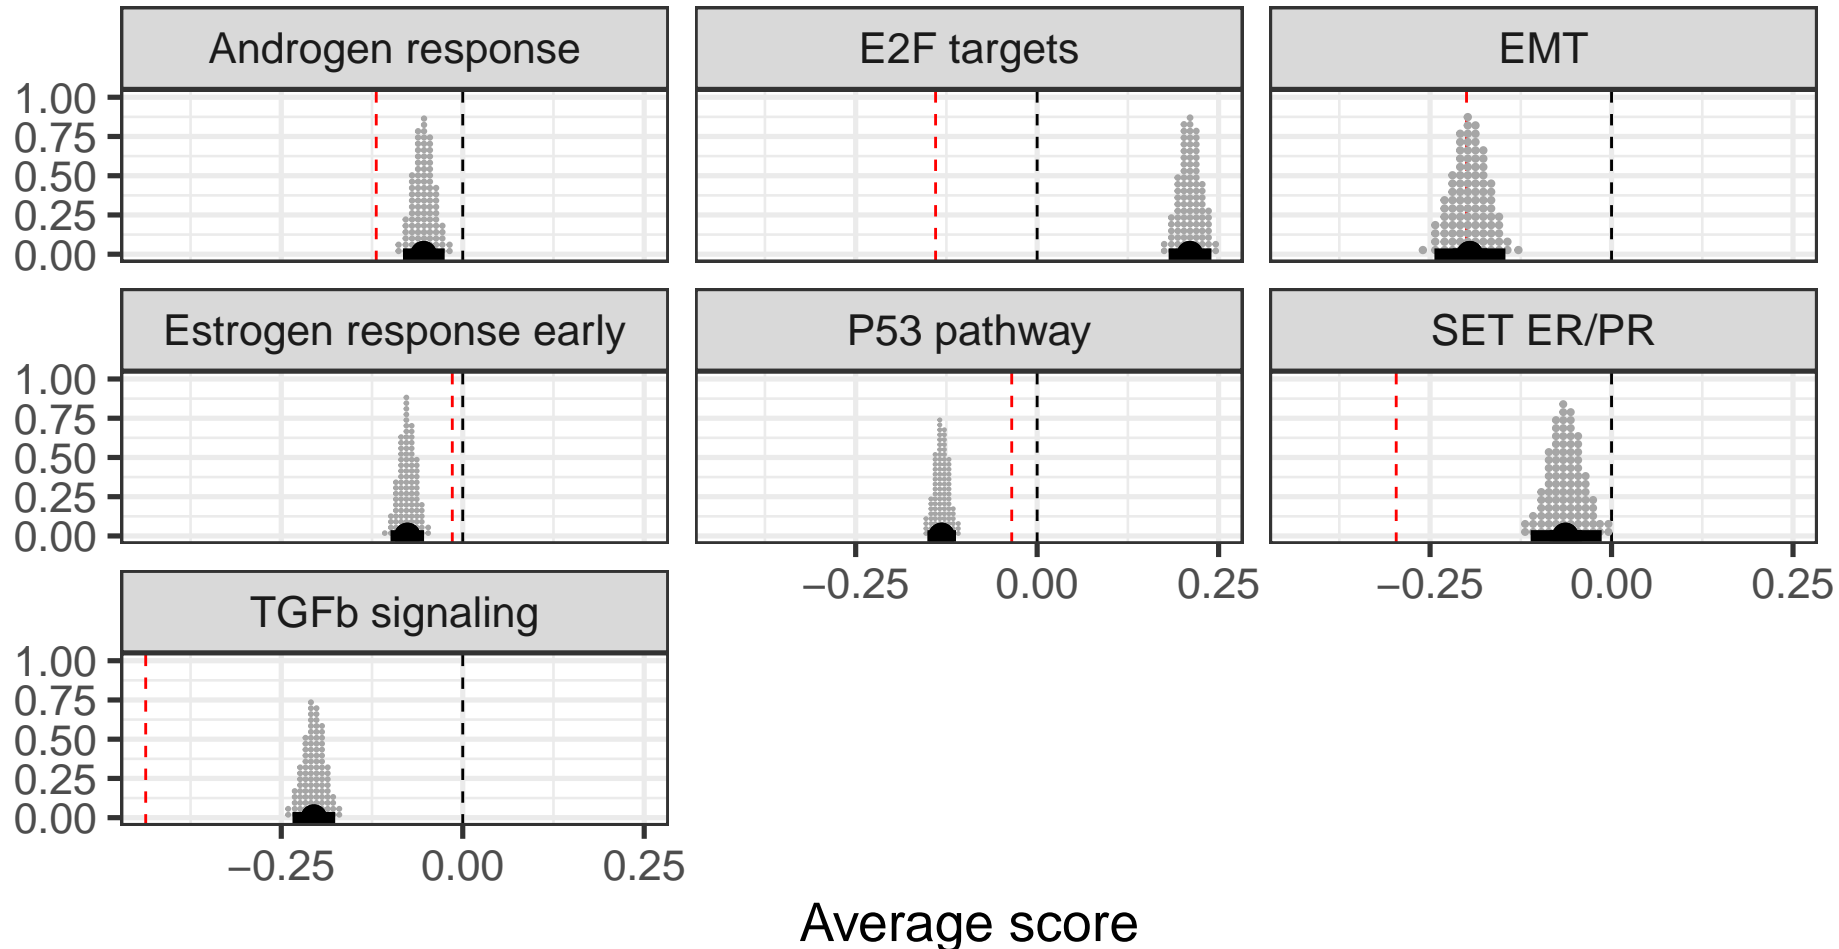 Androgen response
E2F targets
EMT
1.00
0.75
0.50
0.25
0.00
Estrogen response early
P53 pathway
SET ER/PR
1.00
0.75
0.50
0.25
0.00
−0.25 0.00 0.25
−0.25 0.00 0.25
TGFb signaling
1.00
0.75
0.50
0.25
0.00
−0.25 0.00 0.25
Average score